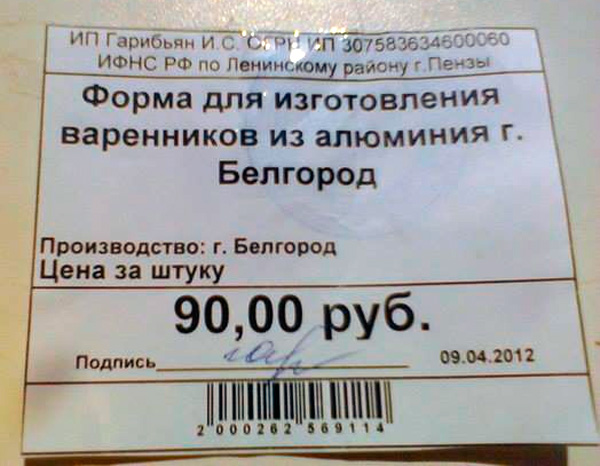 ИП Гарибьян И.С. ОГРН ИП 307583634600060
ИФНС РФ по Ленинскому району г.Пензы
Форма для изготовления
варенников из алюминия г.
Белгород
Производство: г. Белгород
Цена за штуку
90,00 руб.
Подпись 09.04.2012
2 000262 569114